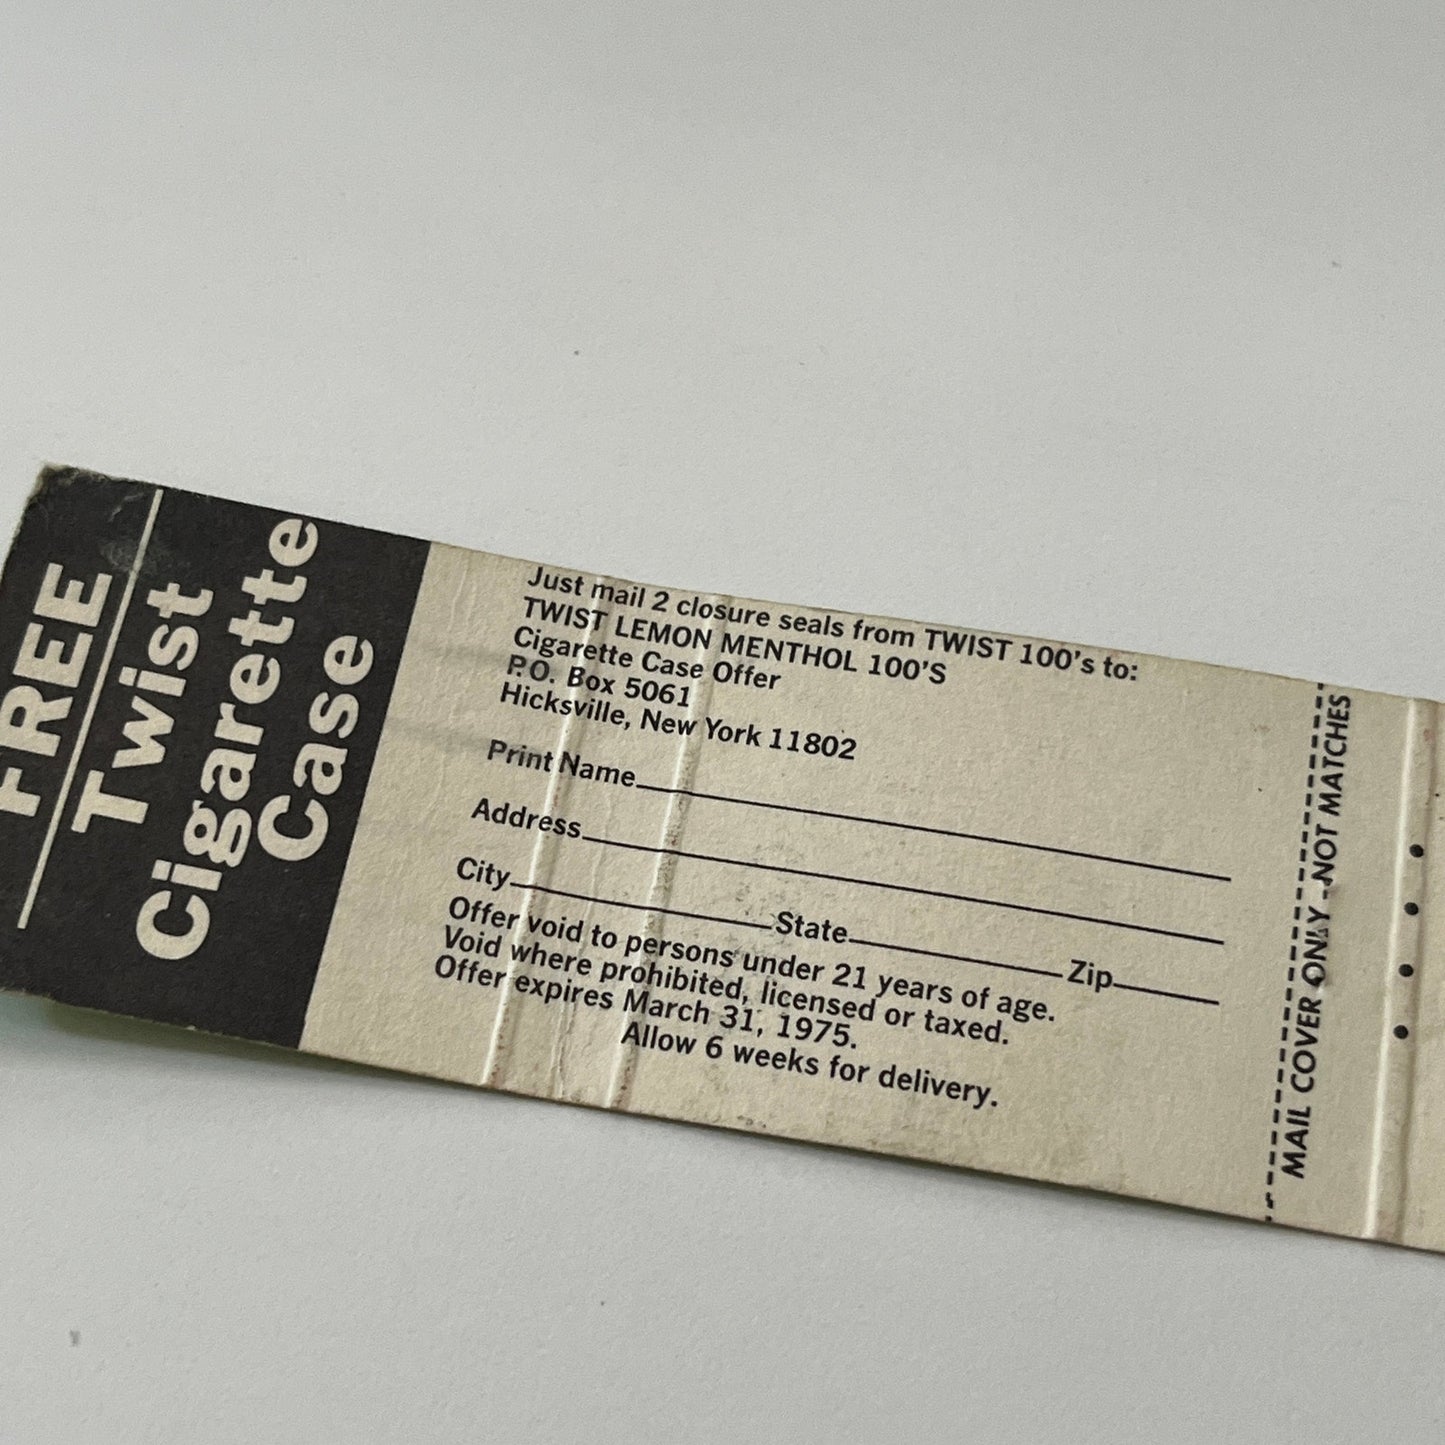 FREE
Twist
Cigarette
Case
Just mail 2 closure seals from TWIST 100's to:
TWIST LEMON MENTHOL 100'S
Cigarette Case Offer
P.O. Box 5061
Hicksville, New York 11802
Print Name
Address
City State Zip
Offer void to persons under 21 years of age.
Void where prohibited, licensed or taxed.
Offer expires March 31, 1975.
Allow 6 weeks for delivery.
MAIL COVER ONLY - NOT MATCHES